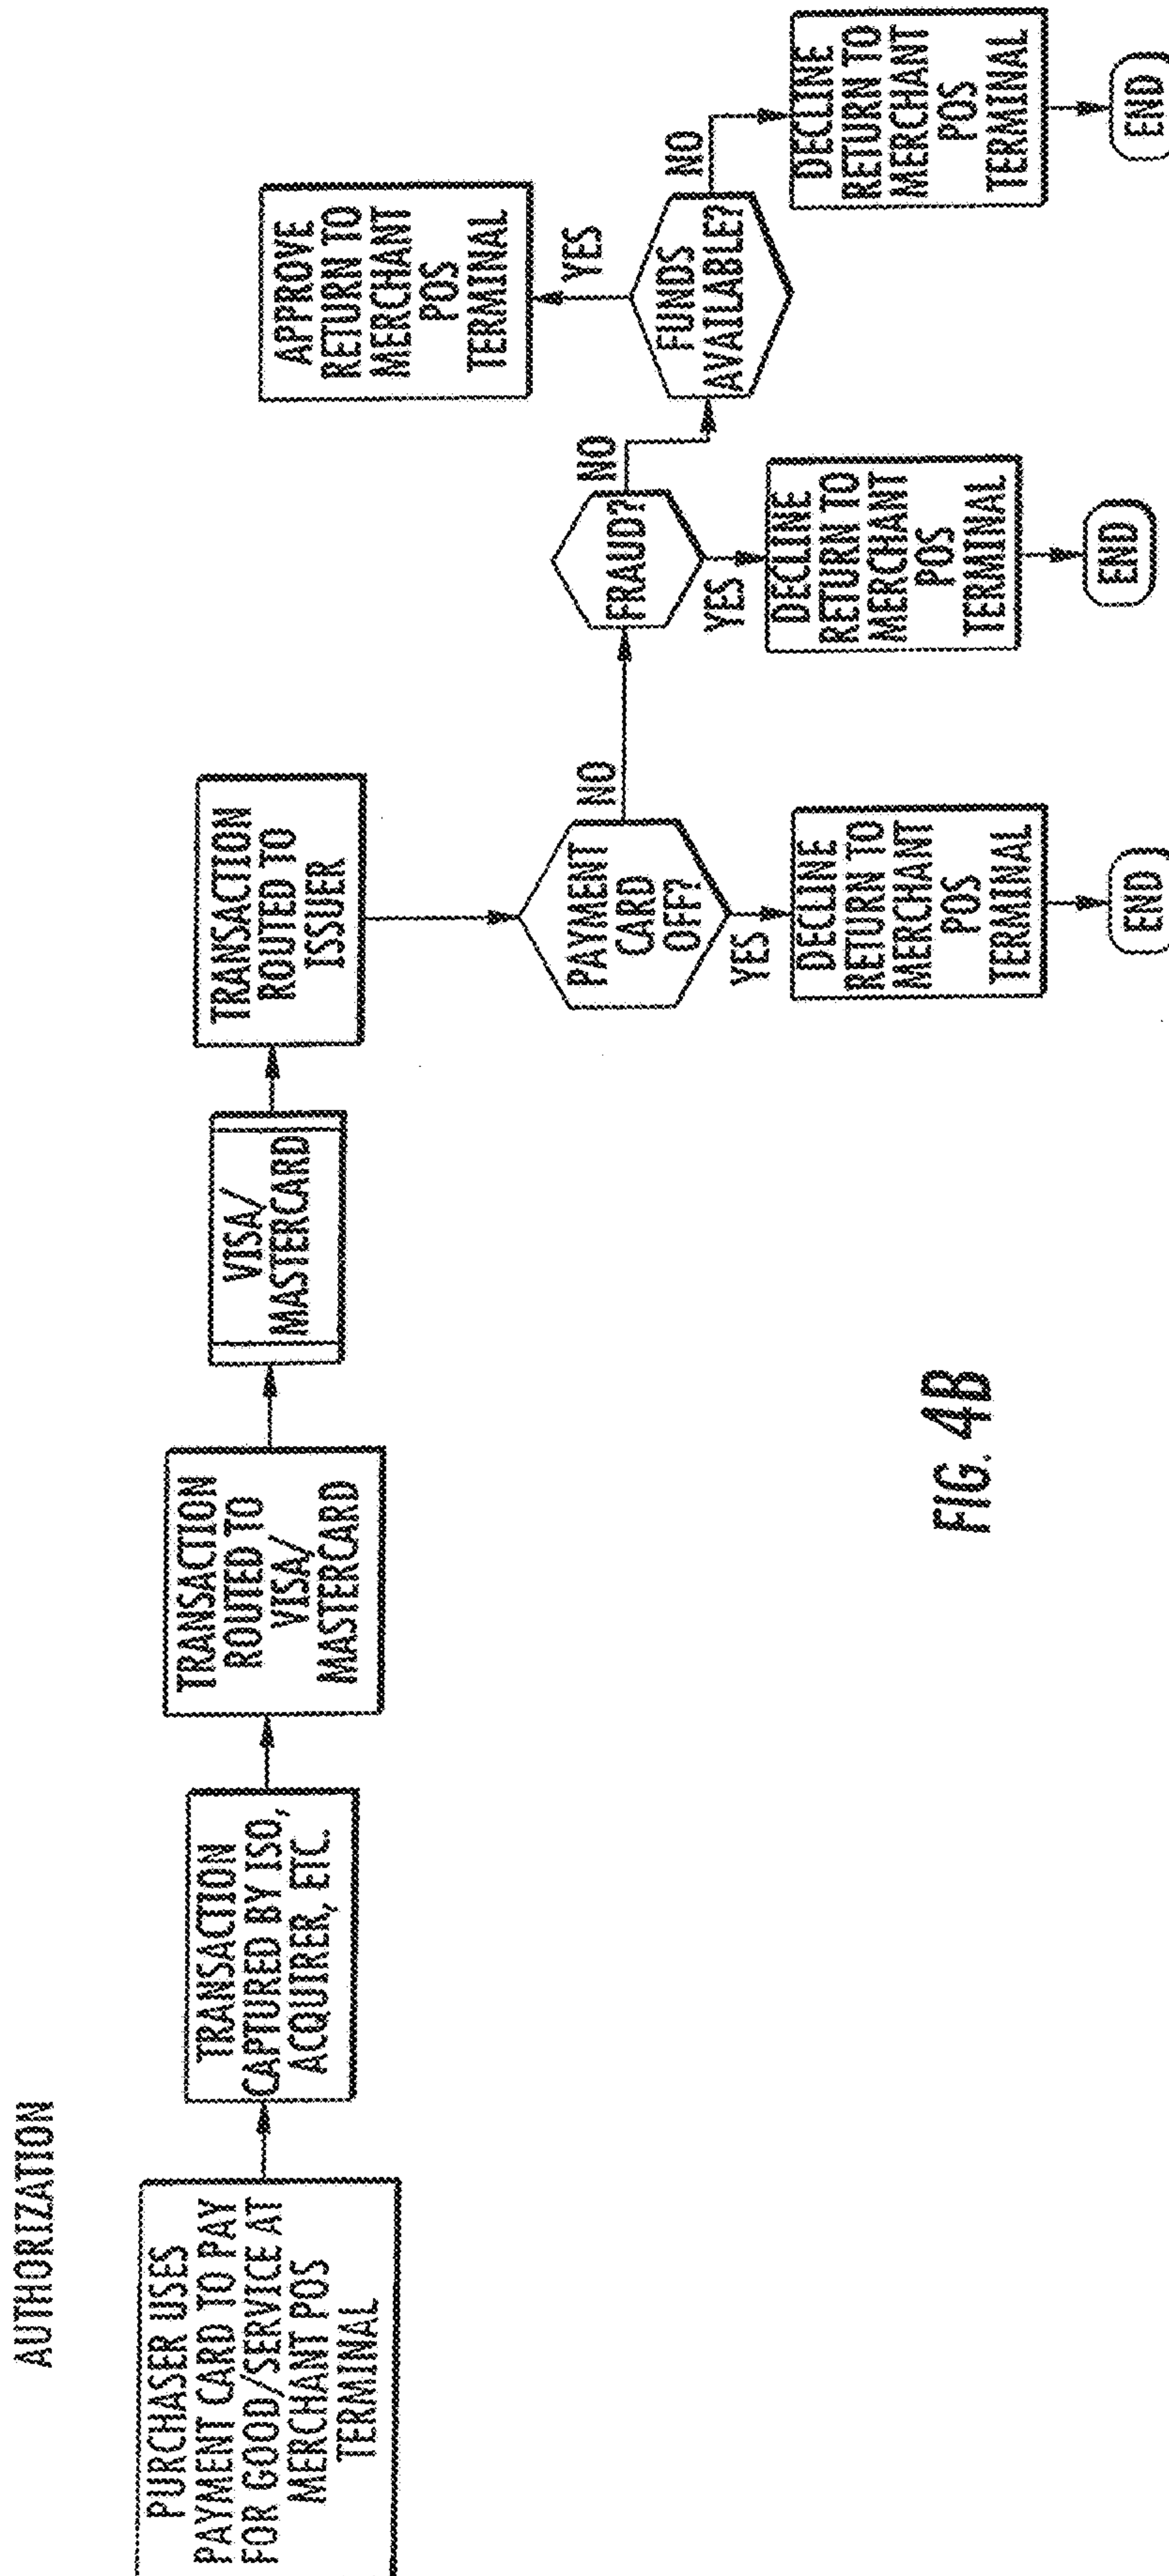 AUTHORIZATION
PURCHASER USES
PAYMENT CARD TO PAY
FOR GOOD/SERVICE AT
MERCHANT POS
TERMINAL
TRANSACTION
CAPTURED BY ISO,
ACQUIRER, ETC.
TRANSACTION
ROUTED TO
VISA/
MASTERCARD
VISA/
MASTERCARD
TRANSACTION
ROUTED TO
ISSUER
PAYMENT
CARD
OFF?
NO
YES
DECLINE
RETURN TO
MERCHANT
POS
TERMINAL
END
FRAUD?
NO
YES
DECLINE
RETURN TO
MERCHANT
POS
TERMINAL
END
FUNDS
AVAILABLE?
YES
APPROVE
RETURN TO
MERCHANT
POS
TERMINAL
NO
DECLINE
RETURN TO
MERCHANT
POS
TERMINAL
END
FIG. 4B